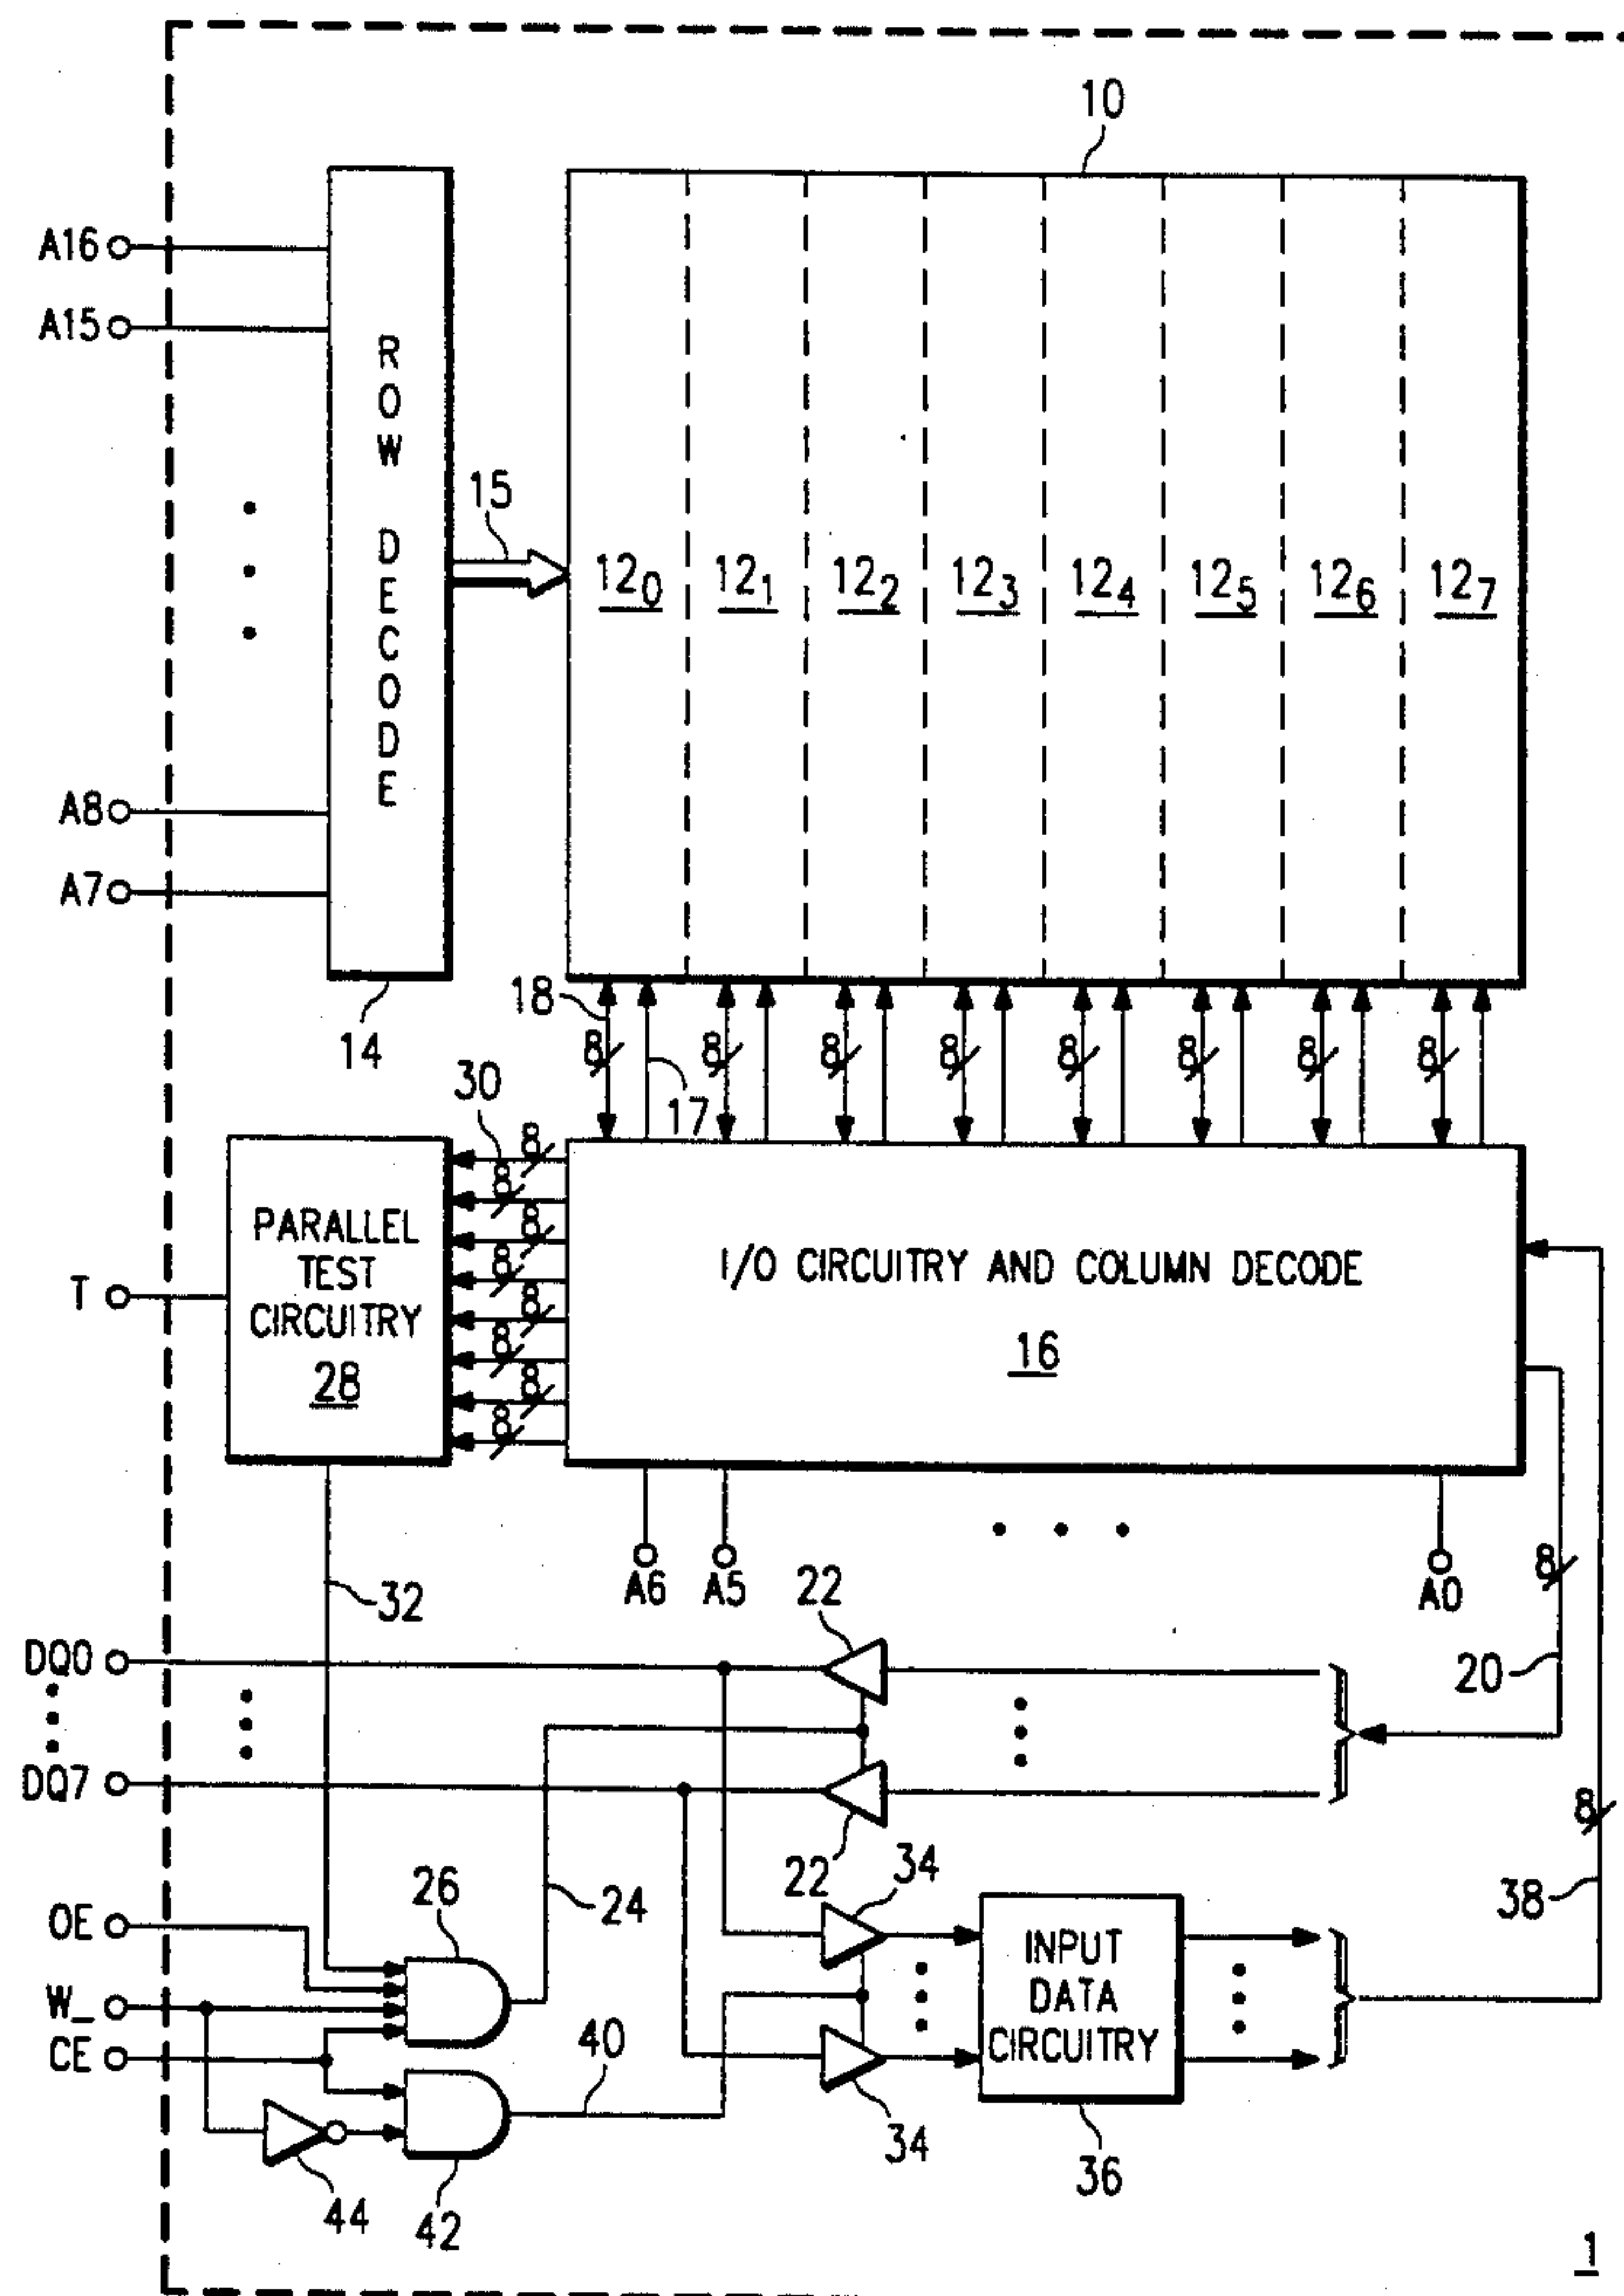 10
A16
A15
ROW DECODE
15
12₀ 12₁ 12₂ 12₃ 12₄ 12₅ 12₆ 12₇
A8
A7
14
18
8 8 8 8 8 8 8 8
17
30
8
8
8
8
8
8
8
8
PARALLEL
TEST
CIRCUITRY
28
T
I/O CIRCUITRY AND COLUMN DECODE
16
A6 A5 A0
8
32
22
DQ0
20
DQ7
22
8
34
38
26
24
OE
W_
CE
INPUT
DATA
CIRCUITRY
40
34
36
44
42
1